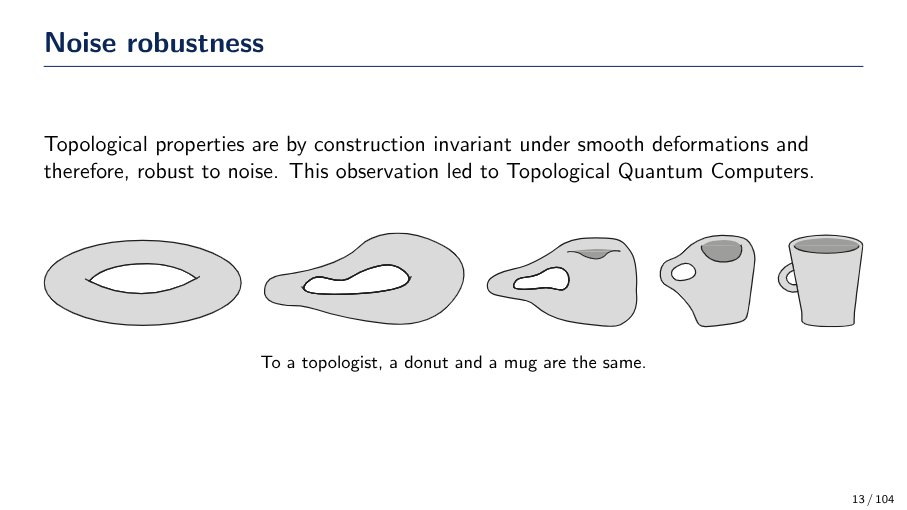 Noise robustness
Topological properties are by construction invariant under smooth deformations and
therefore, robust to noise. This observation led to Topological Quantum Computers.
To a topologist, a donut and a mug are the same.
13 / 104